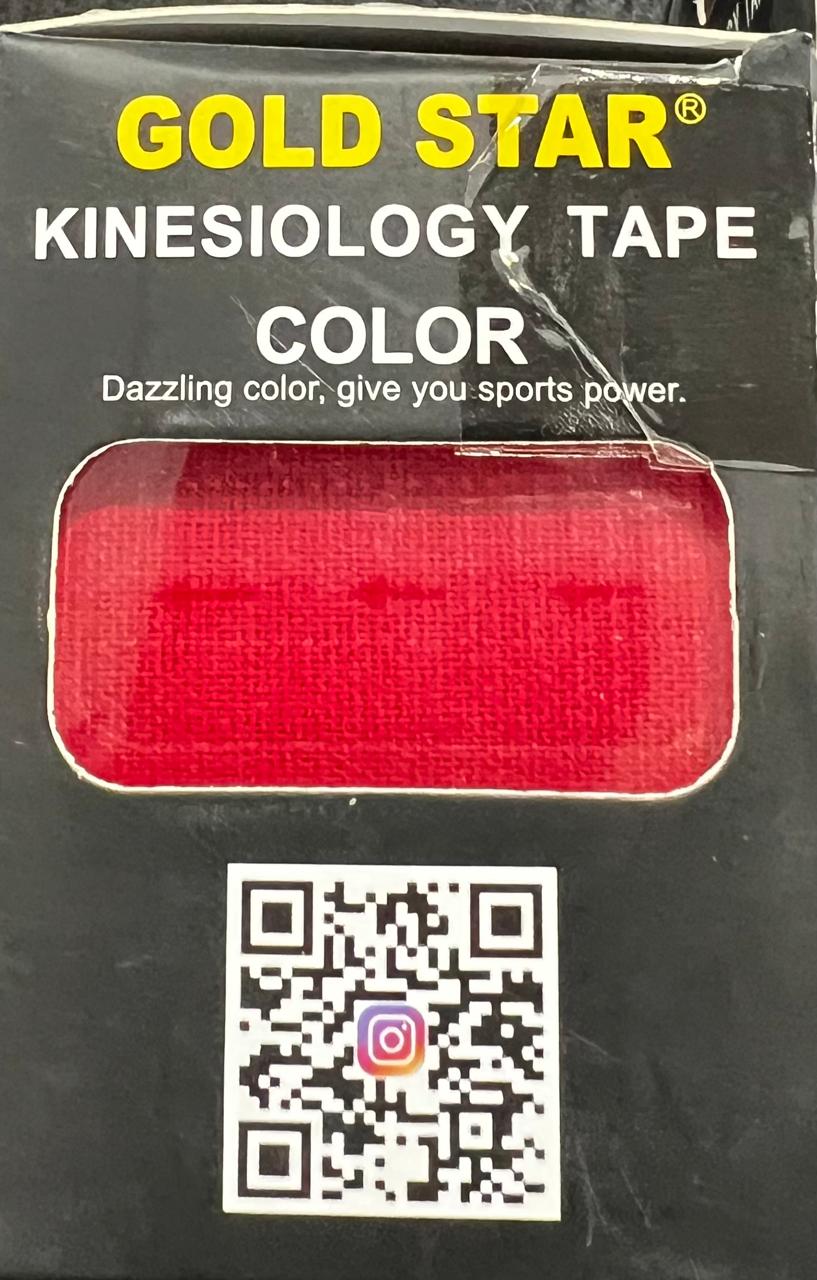 GOLD STAR®
KINESIOLOGY TAPE
COLOR
Dazzling color, give you sports power.